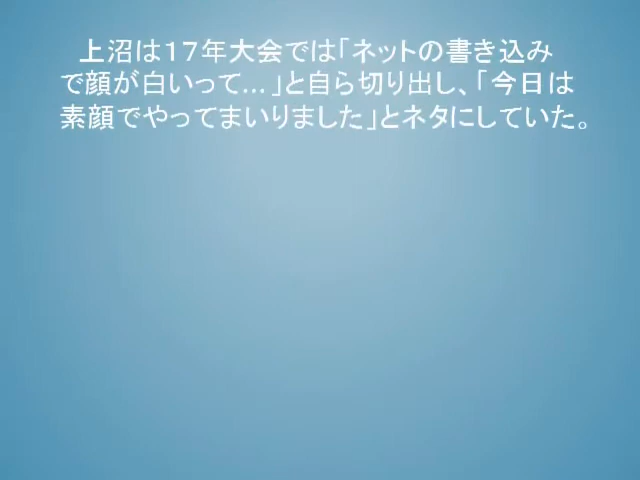 上沼は１７年大会では「ネットの書き込み
で顔が白いって…」と自ら切り出し、「今日は
素顔でやってまいりました」とネタにしていた。